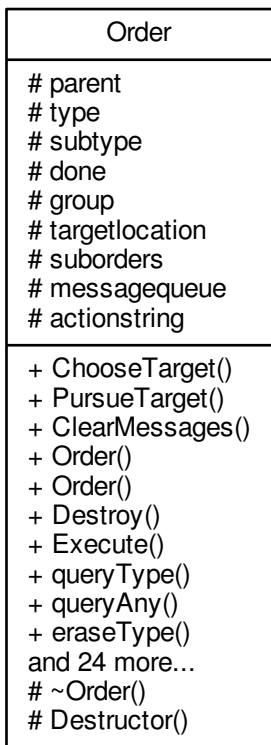 Order
# parent
# type
# subtype
# done
# group
# targetlocation
# suborders
# messagequeue
# actionstring
+ ChooseTarget()
+ PursueTarget()
+ ClearMessages()
+ Order()
+ Order()
+ Destroy()
+ Execute()
+ queryType()
+ queryAny()
+ eraseType()
and 24 more...
# ~Order()
# Destructor()